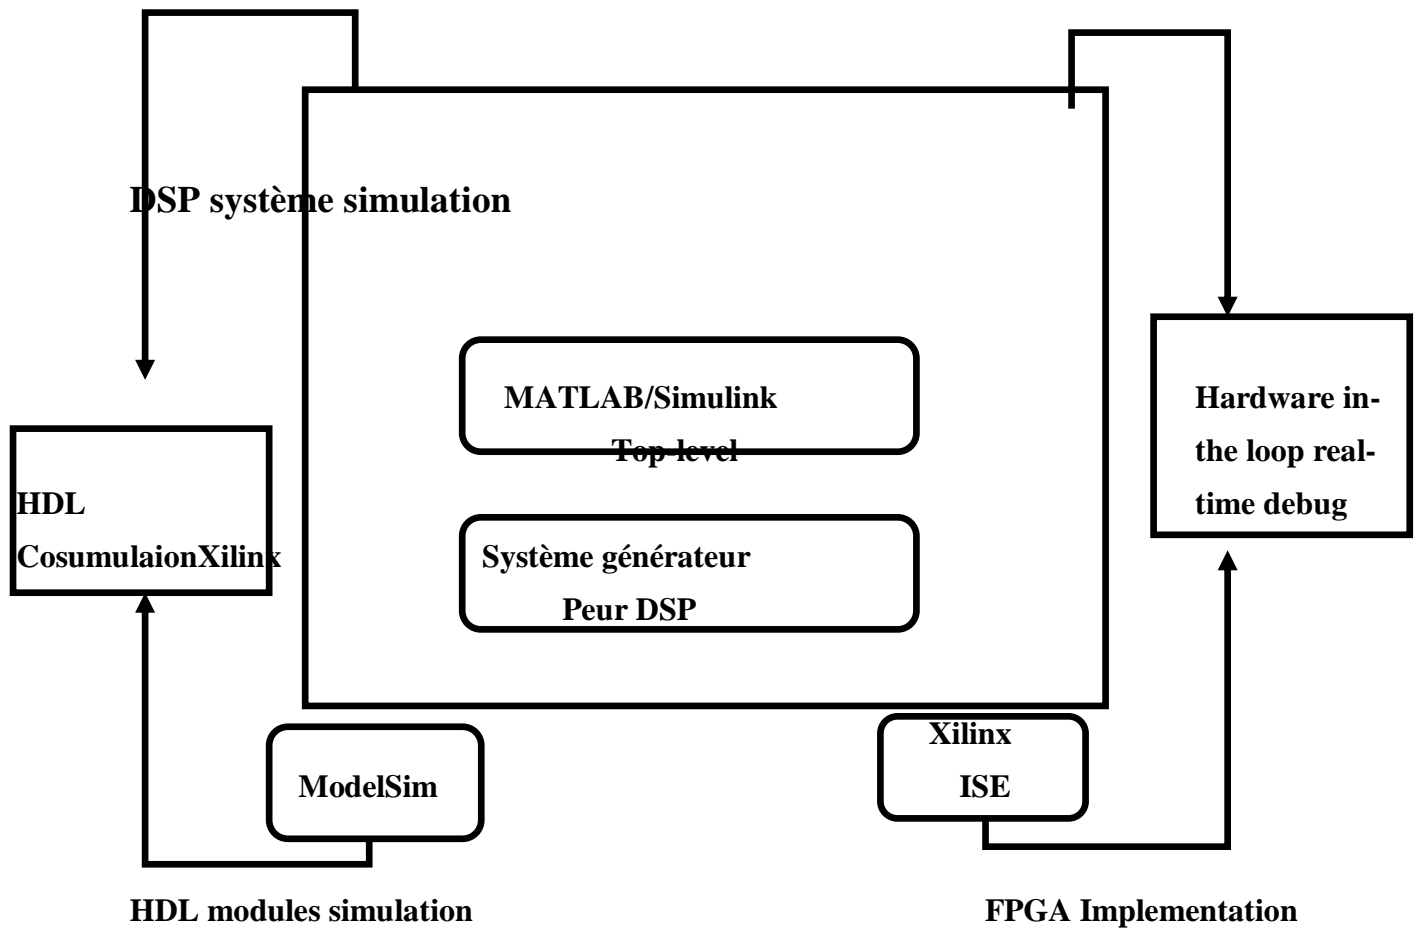 DSP système simulation
MATLAB/Simulink
Top-level
Hardware in-
the loop real-
time debug
HDL
CosumulaionXilinx
Système générateur
Peur DSP
Xilinx
ISE
ModelSim
HDL modules simulation
FPGA Implementation